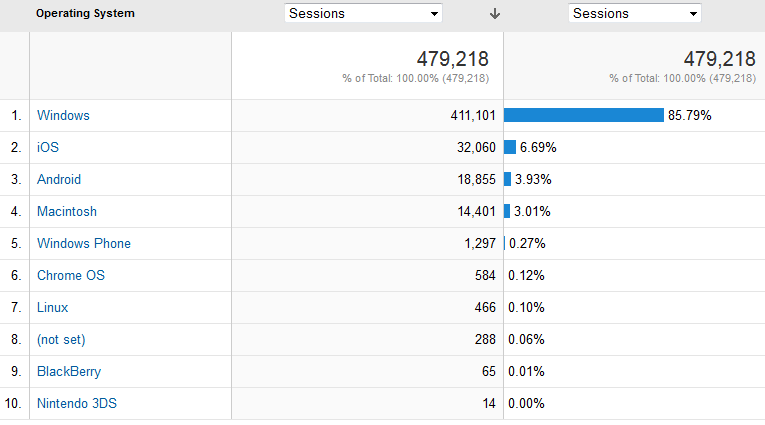 Operating System Sessions Sessions
479,218 479,218
% of Total: 100.00% (479,218) % of Total: 100.00% (479,218)
1. Windows 411,101 85.79%
2. iOS 32,060 6.69%
3. Android 18,855 3.93%
4. Macintosh 14,401 3.01%
5. Windows Phone 1,297 0.27%
6. Chrome OS 584 0.12%
7. Linux 466 0.10%
8. (not set) 288 0.06%
9. BlackBerry 65 0.01%
10. Nintendo 3DS 14 0.00%